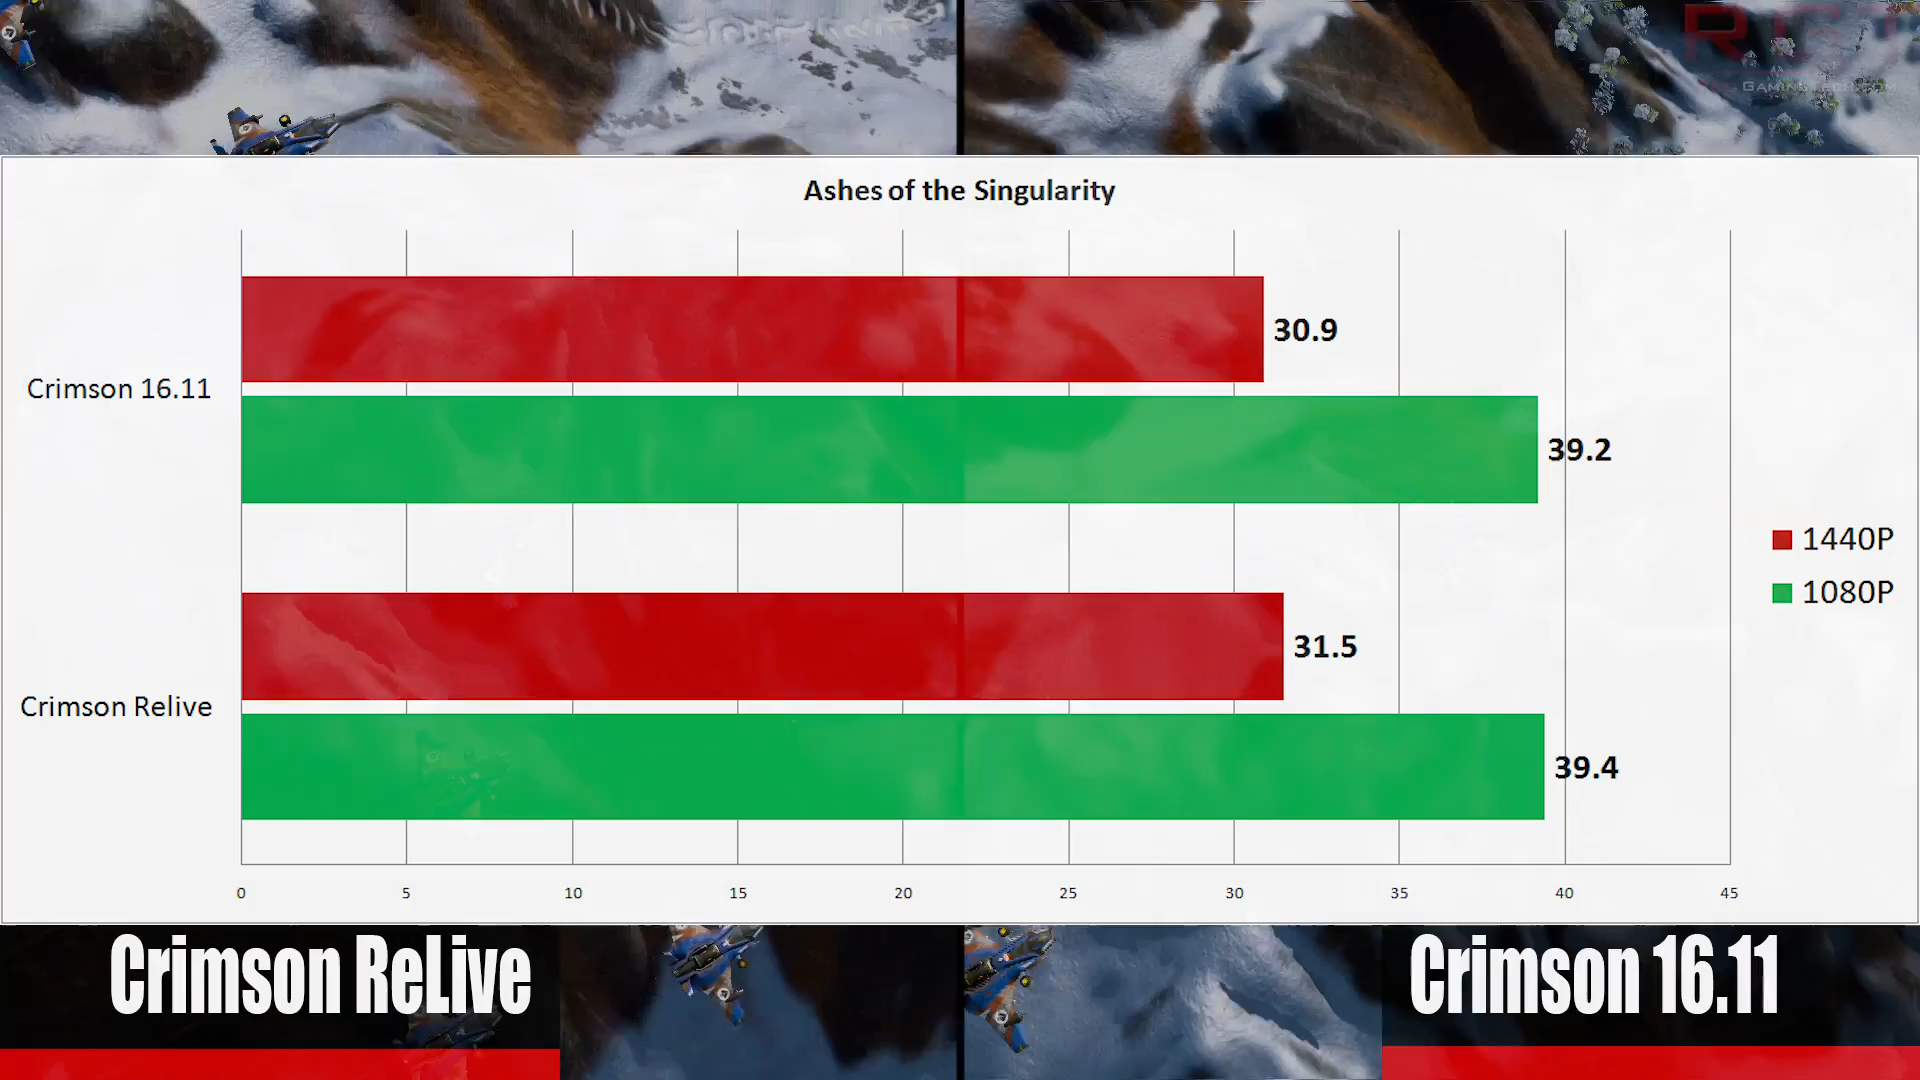 Ashes of the Singularity
30.9
Crimson 16.11
39.2
1440P
1080P
31.5
Crimson Relive
39.4
0 5 10 15 20 25 30 35 40 45
Crimson ReLive
Crimson 16.11